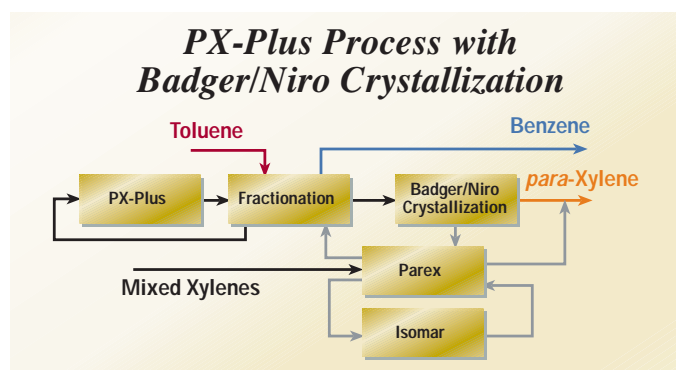 PX-Plus Process with
Badger/Niro Crystallization
Toluene
Benzene
PX-Plus
Fractionation
Badger/Niro
Crystallization
para-Xylene
Mixed Xylenes
Parex
Isomar